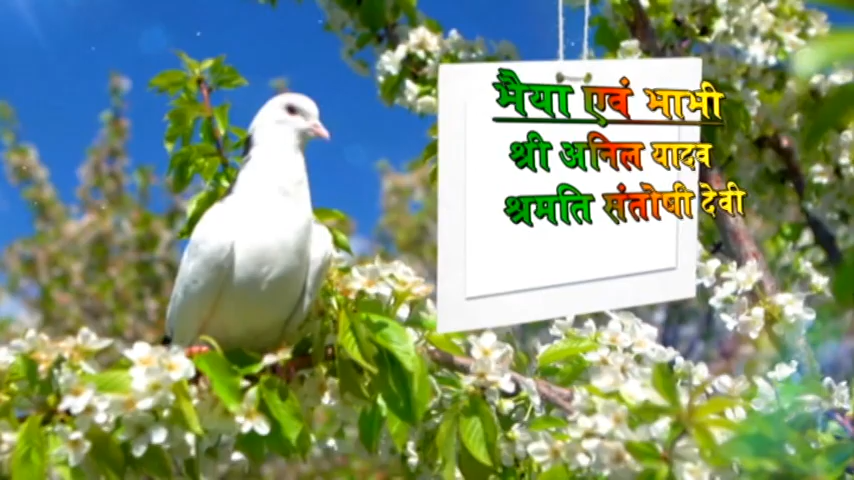 भैया एवं भाभी
श्री अनिल यादव
श्रमति संतोषी देवी